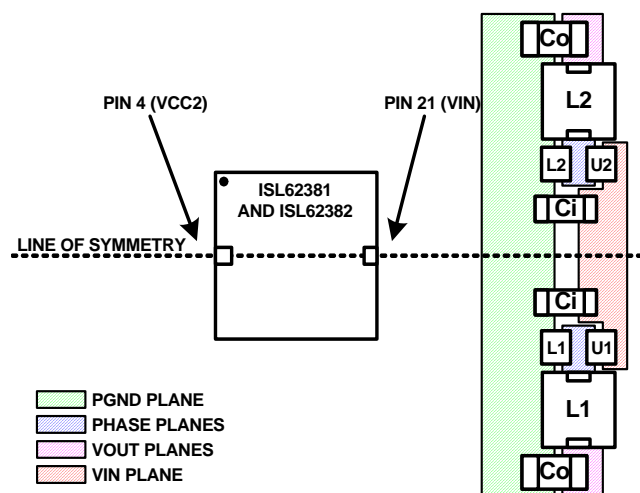 Co
L2
PIN 4 (VCC2)
PIN 21 (VIN)
L2
U2
ISL62381
AND ISL62382
Ci
LINE OF SYMMETRY
Ci
L1
U1
PGND PLANE
L1
PHASE PLANES
VOUT PLANES
Co
VIN PLANE